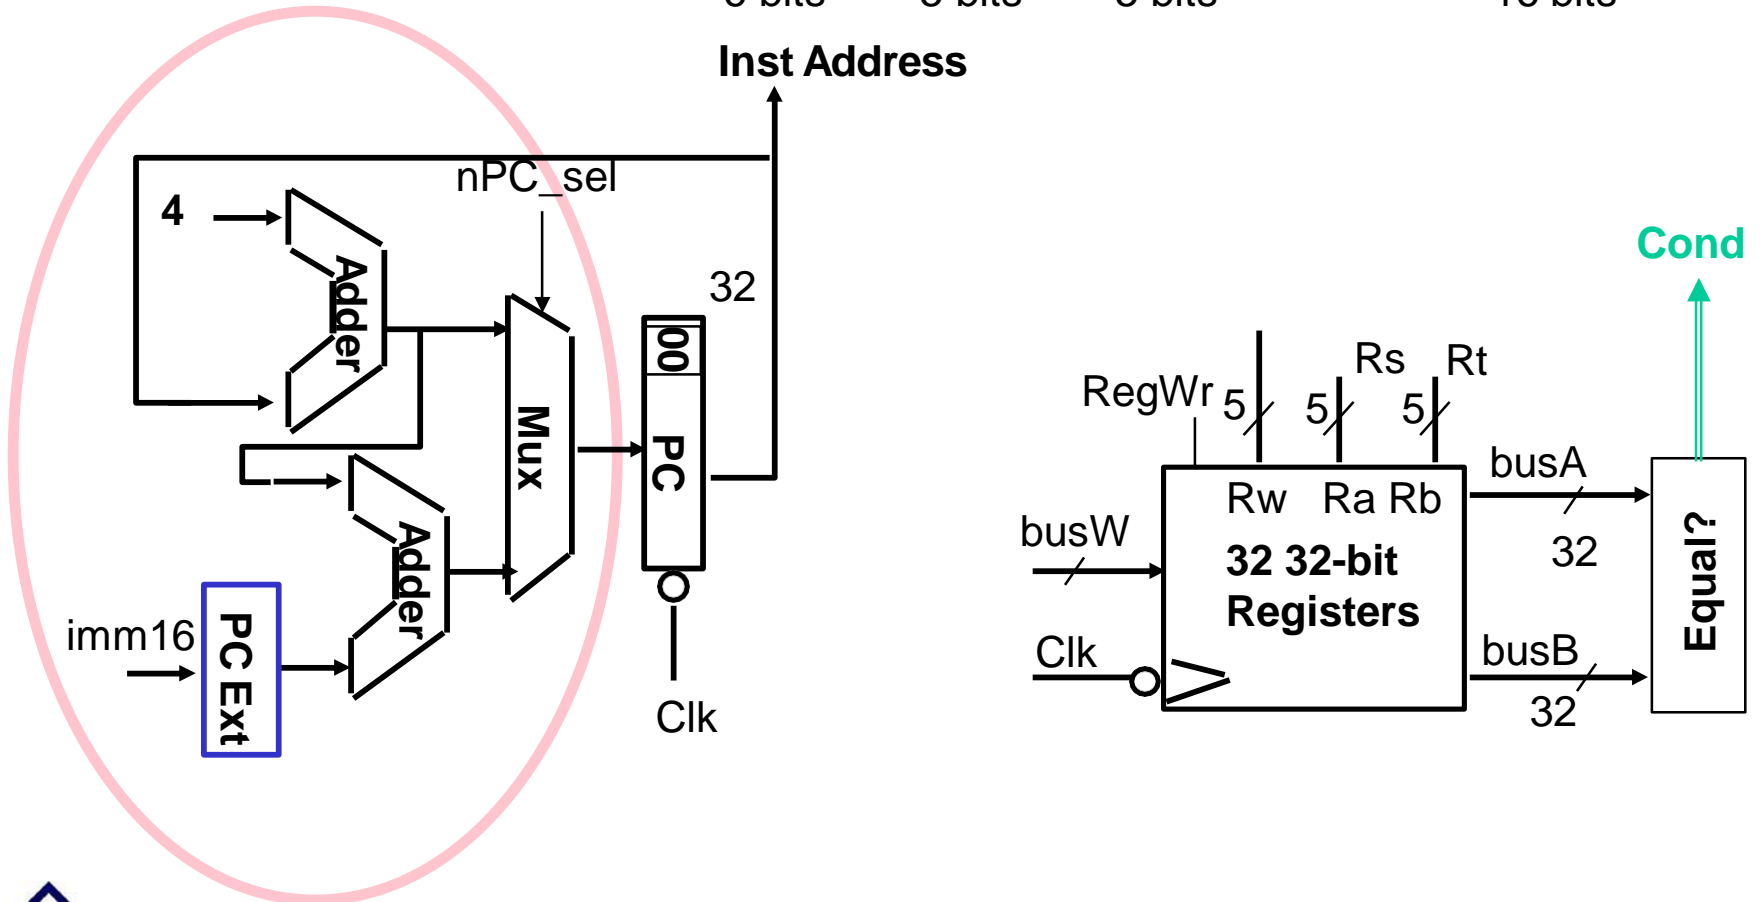 Inst Address
nPC_sel
4
Adder
32
00
PC
Mux
Adder
imm16
PC Ext
Clk
Cond
Rs
Rt
RegWr
5
5
5
busA
Rw
Ra
Rb
busW
32 32-bit
Registers
32
Equal?
Clk
busB
32